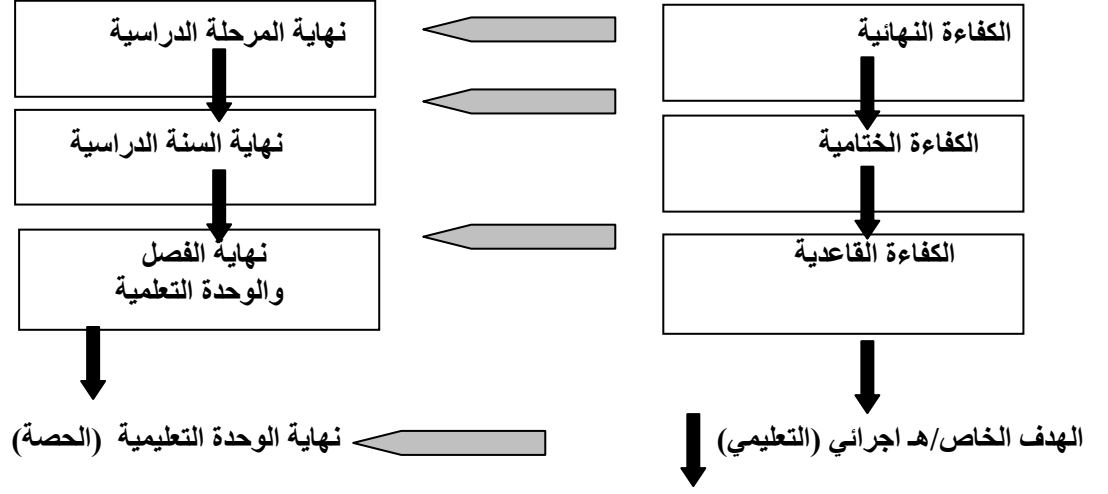 الكفاءة النهائية
نهاية المرحلة الدراسية
الكفاءة الختامية
نهاية السنة الدراسية
الكفاءة القاعدية
نهاية الفصل
والوحدة التعلمية
الهدف الخاص/هـ اجرائي (التعليمي)
نهاية الوحدة التعليمية (الحصة)